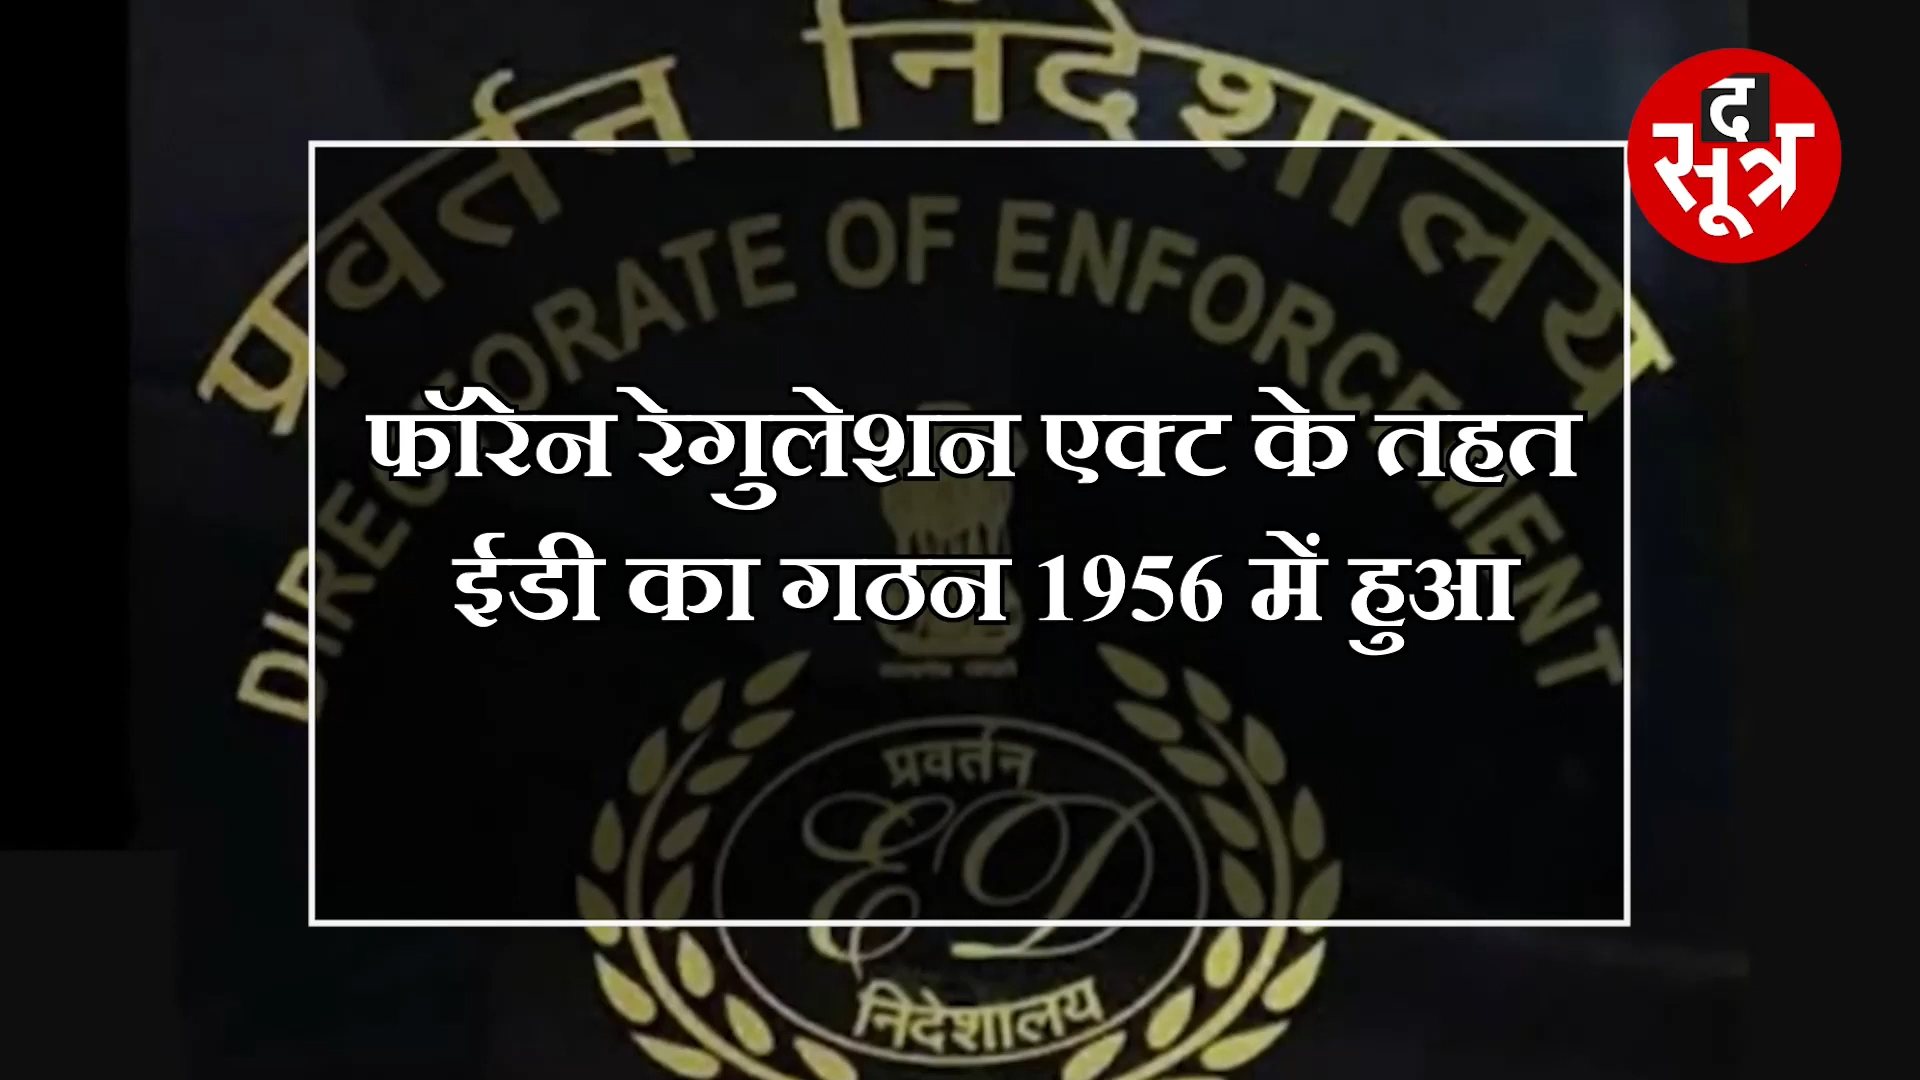 प्रवर्तन निदेशालय
DIRECTORATE OF ENFORCEMENT
द
सूत्र
फॉरेन रेगुलेशन एक्ट के तहत
ईडी का गठन 1956 में हुआ
प्रवर्तन
ED
निदेशालय